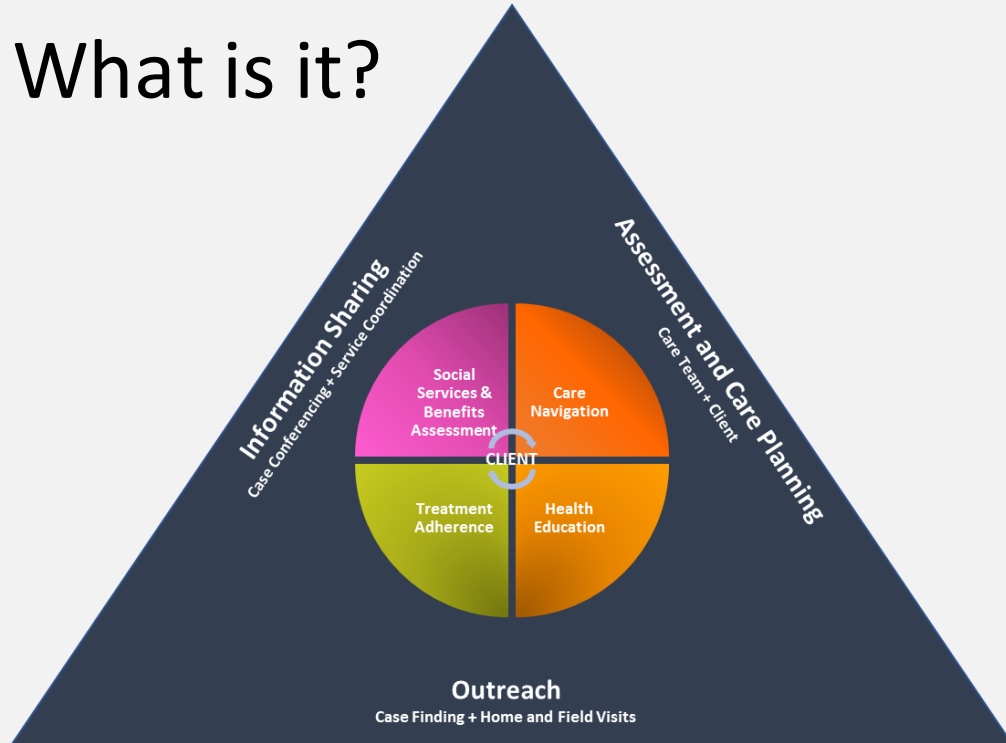 What is it?
Information Sharing
Case Conferencing + Service Coordination
Assessment and Care Planning
Care Team + Client
Social
Services &
Benefits
Assessment
Care
Navigation
CLIENT
Treatment
Adherence
Health
Education
Outreach
Case Finding + Home and Field Visits